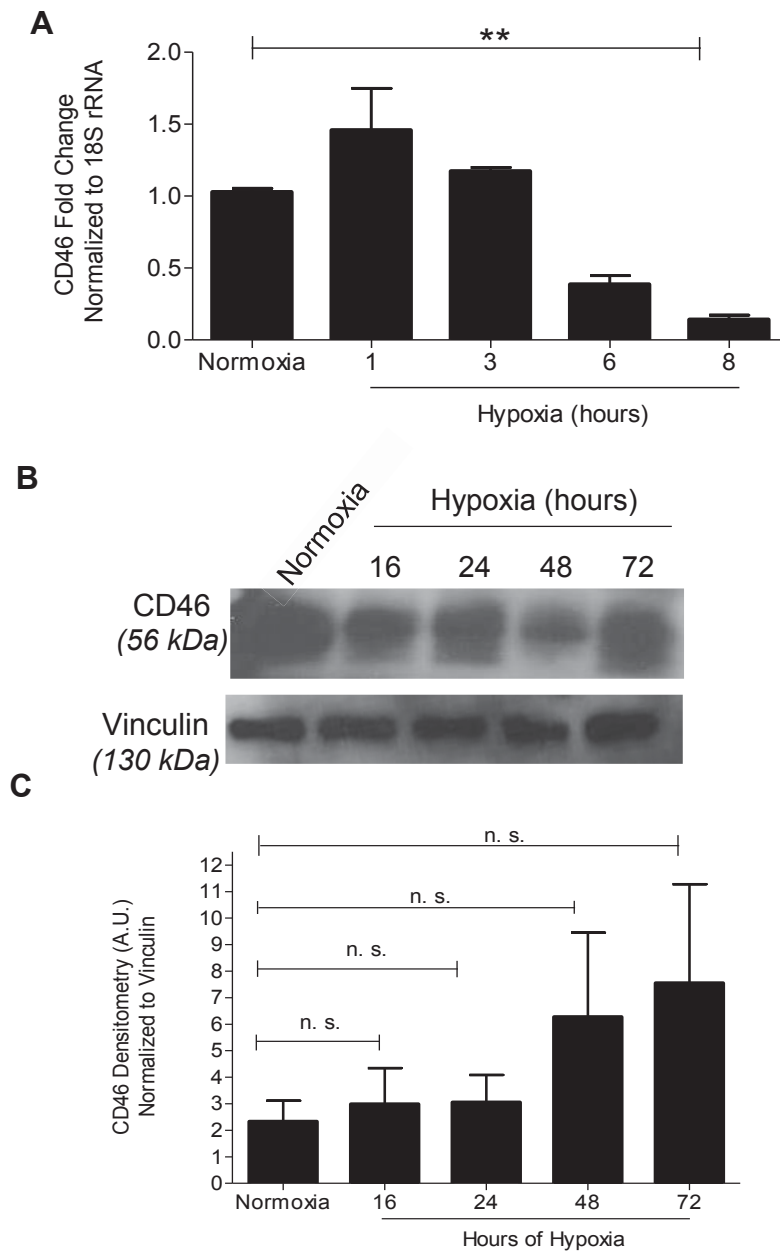 A
**
CD46 Fold Change
Normalized to 18S rRNA
2.0
1.5
1.0
0.5
0.0
Normoxia 1 3 6 8
Hypoxia (hours)
B
Normoxia
Hypoxia (hours)
16 24 48 72
CD46
(56 kDa)
Vinculin
(130 kDa)
C
CD46 Densitometry (A.U.)
Normalized to Vinculin
12
11
10
9
8
7
6
5
4
3
2
1
0
n. s.
n. s.
n. s.
n. s.
Normoxia 16 24 48 72
Hours of Hypoxia